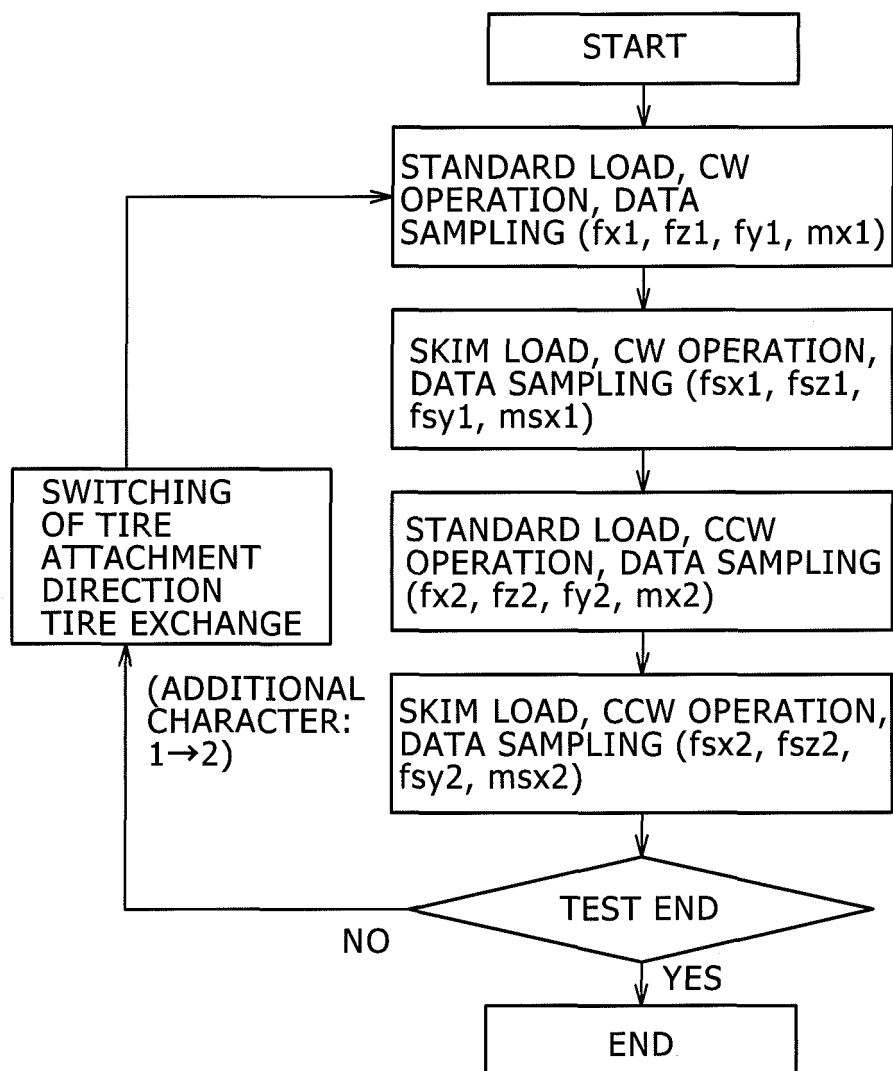 START
STANDARD LOAD, CW
OPERATION, DATA
SAMPLING (fx1, fz1, fy1, mx1)
SKIM LOAD, CW OPERATION,
DATA SAMPLING (fsx1, fsz1,
fsy1, msx1)
SWITCHING
OF TIRE
ATTACHMENT
DIRECTION
TIRE EXCHANGE
STANDARD LOAD, CCW
OPERATION, DATA SAMPLING
(fx2, fz2, fy2, mx2)
(ADDITIONAL
CHARACTER:
1→2)
SKIM LOAD, CCW OPERATION,
DATA SAMPLING (fsx2, fsz2,
fsy2, msx2)
TEST END
NO
YES
END